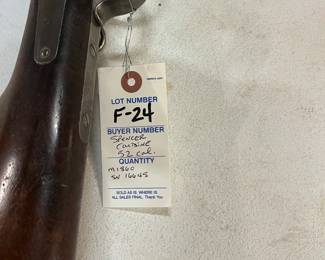 LOT NUMBER
F-24
BUYER NUMBER
SPENCER
CARBINE
52 cal.
QUANTITY
M1860
SN 16645
SOLD AS IS, WHERE IS
ALL SALES FINAL, Thank You